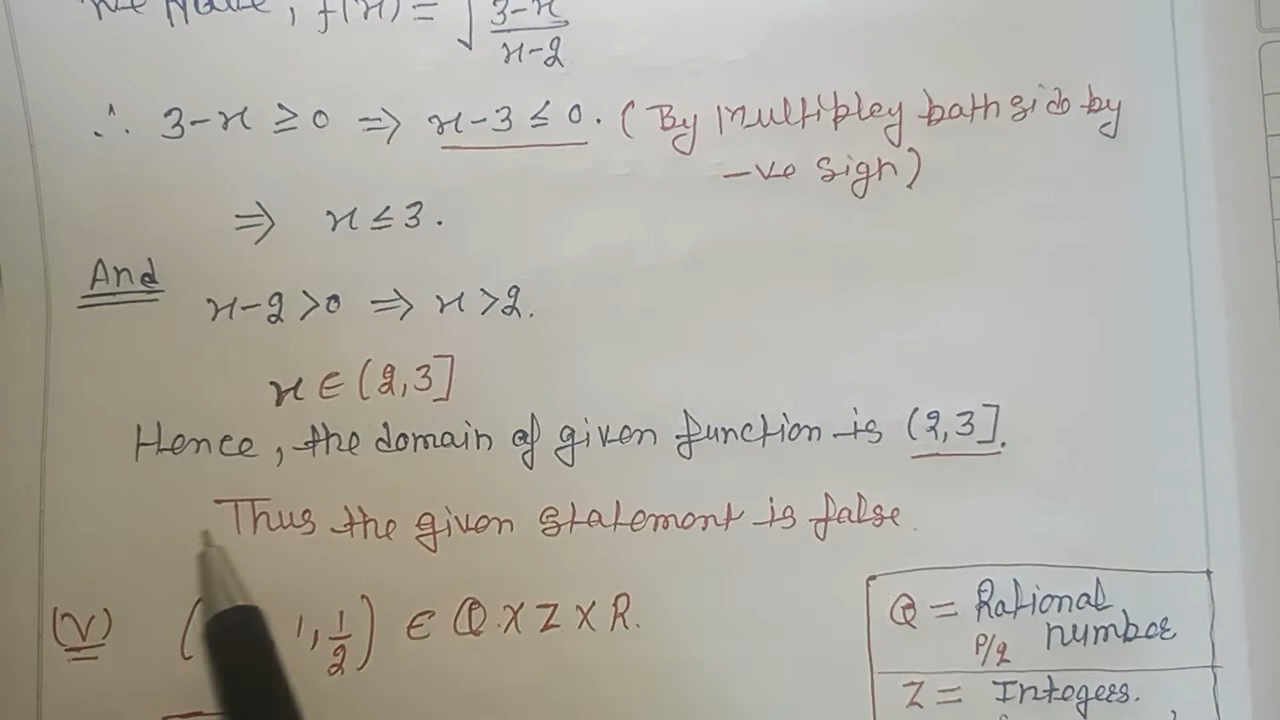 We have, f(x) = √(3-x)/(x-2)
∴ 3-x ≥ 0 ⇒ x-3 ≤ 0. (By Multipley bath side by
-ve sign)
⇒ x ≤ 3.
And
x-2 >0 ⇒ x >2.
x ∈ (2,3]
Hence, the domain of given function is (2,3].
Thus the given statement is false.
(V) ( 1, 1/2) ∈ Q.X Z X R.
Q = Rational
P/q number
Z = Integers.